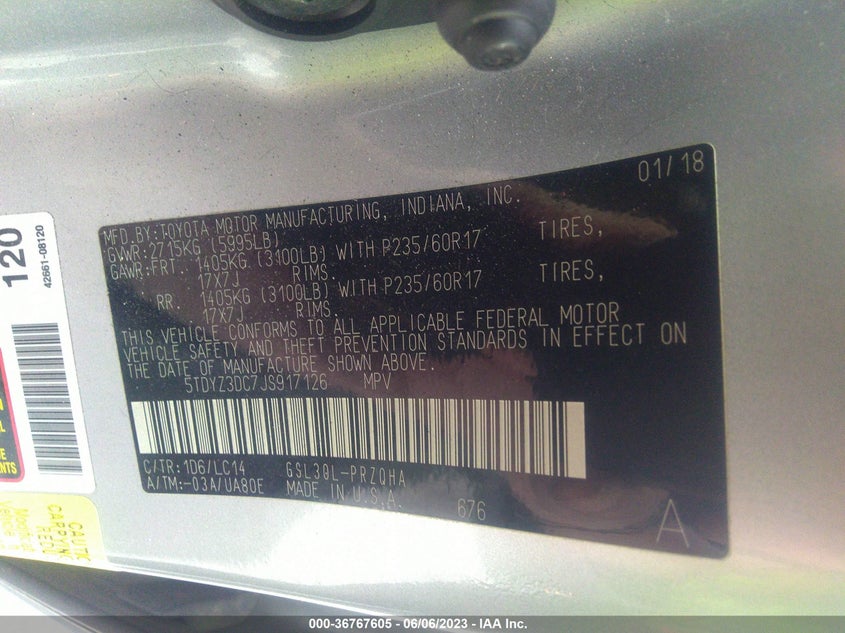 01/18
MFD.BY:TOYOTA MOTOR MANUFACTURING, INDIANA, INC.
GVWR:2715KG (5995LB)
GAWR:FRT. 1405KG (3100LB) WITH P235/60R17 TIRES,
17X7J RIMS.
RR. 1405KG (3100LB) WITH P235/60R17 TIRES,
17X7J RIMS.
THIS VEHICLE CONFORMS TO ALL APPLICABLE FEDERAL MOTOR
VEHICLE SAFETY AND THEFT PREVENTION STANDARDS IN EFFECT ON
THE DATE OF MANUFACTURE SHOWN ABOVE.
5TDYZ3DC7JS917126 MPV
C/TR:1D6/LC14 GSL30L-PRZQHA
A/TM:-03A/UA80E MADE IN U.S.A.
676
A
120
42661-08120
CAUTI
CARRYIN
REDU
000-36767605 - 06/06/2023 - IAA Inc.